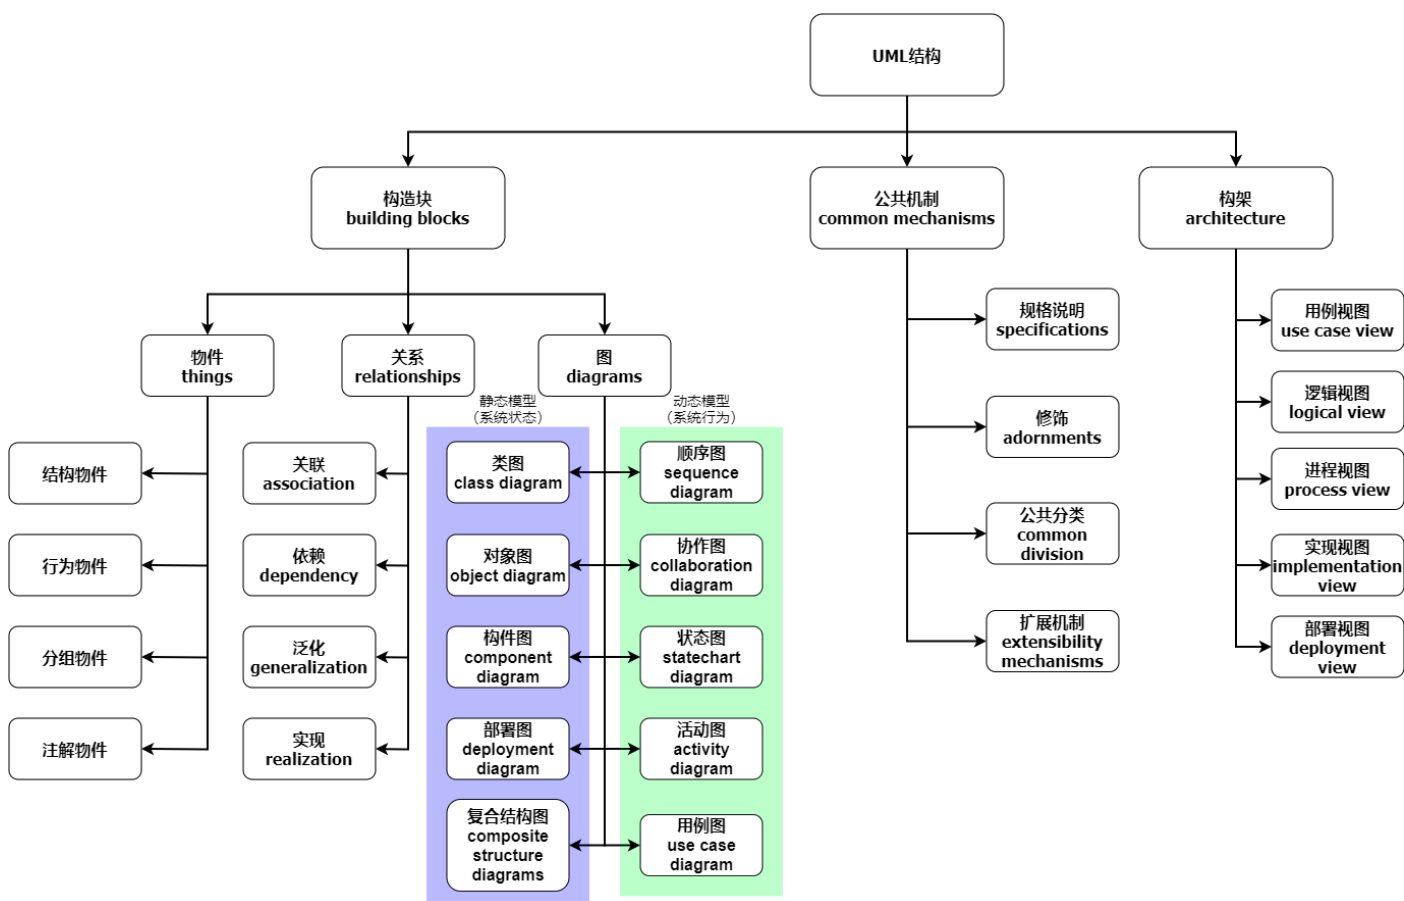 UML结构
构造块
building blocks
公共机制
common mechanisms
构架
architecture
物件
things
关系
relationships
图
diagrams
静态模型
（系统状态）
动态模型
（系统行为）
结构物件
行为物件
分组物件
注解物件
关联
association
依赖
dependency
泛化
generalization
实现
realization
类图
class diagram
对象图
object diagram
构件图
component
diagram
部署图
deployment
diagram
复合结构图
composite
structure
diagrams
顺序图
sequence
diagram
协作图
collaboration
diagram
状态图
statechart
diagram
活动图
activity
diagram
用例图
use case
diagram
规格说明
specifications
修饰
adornments
公共分类
common
division
扩展机制
extensibility
mechanisms
用例视图
use case view
逻辑视图
logical view
进程视图
process view
实现视图
implementation
view
部署视图
deployment
view